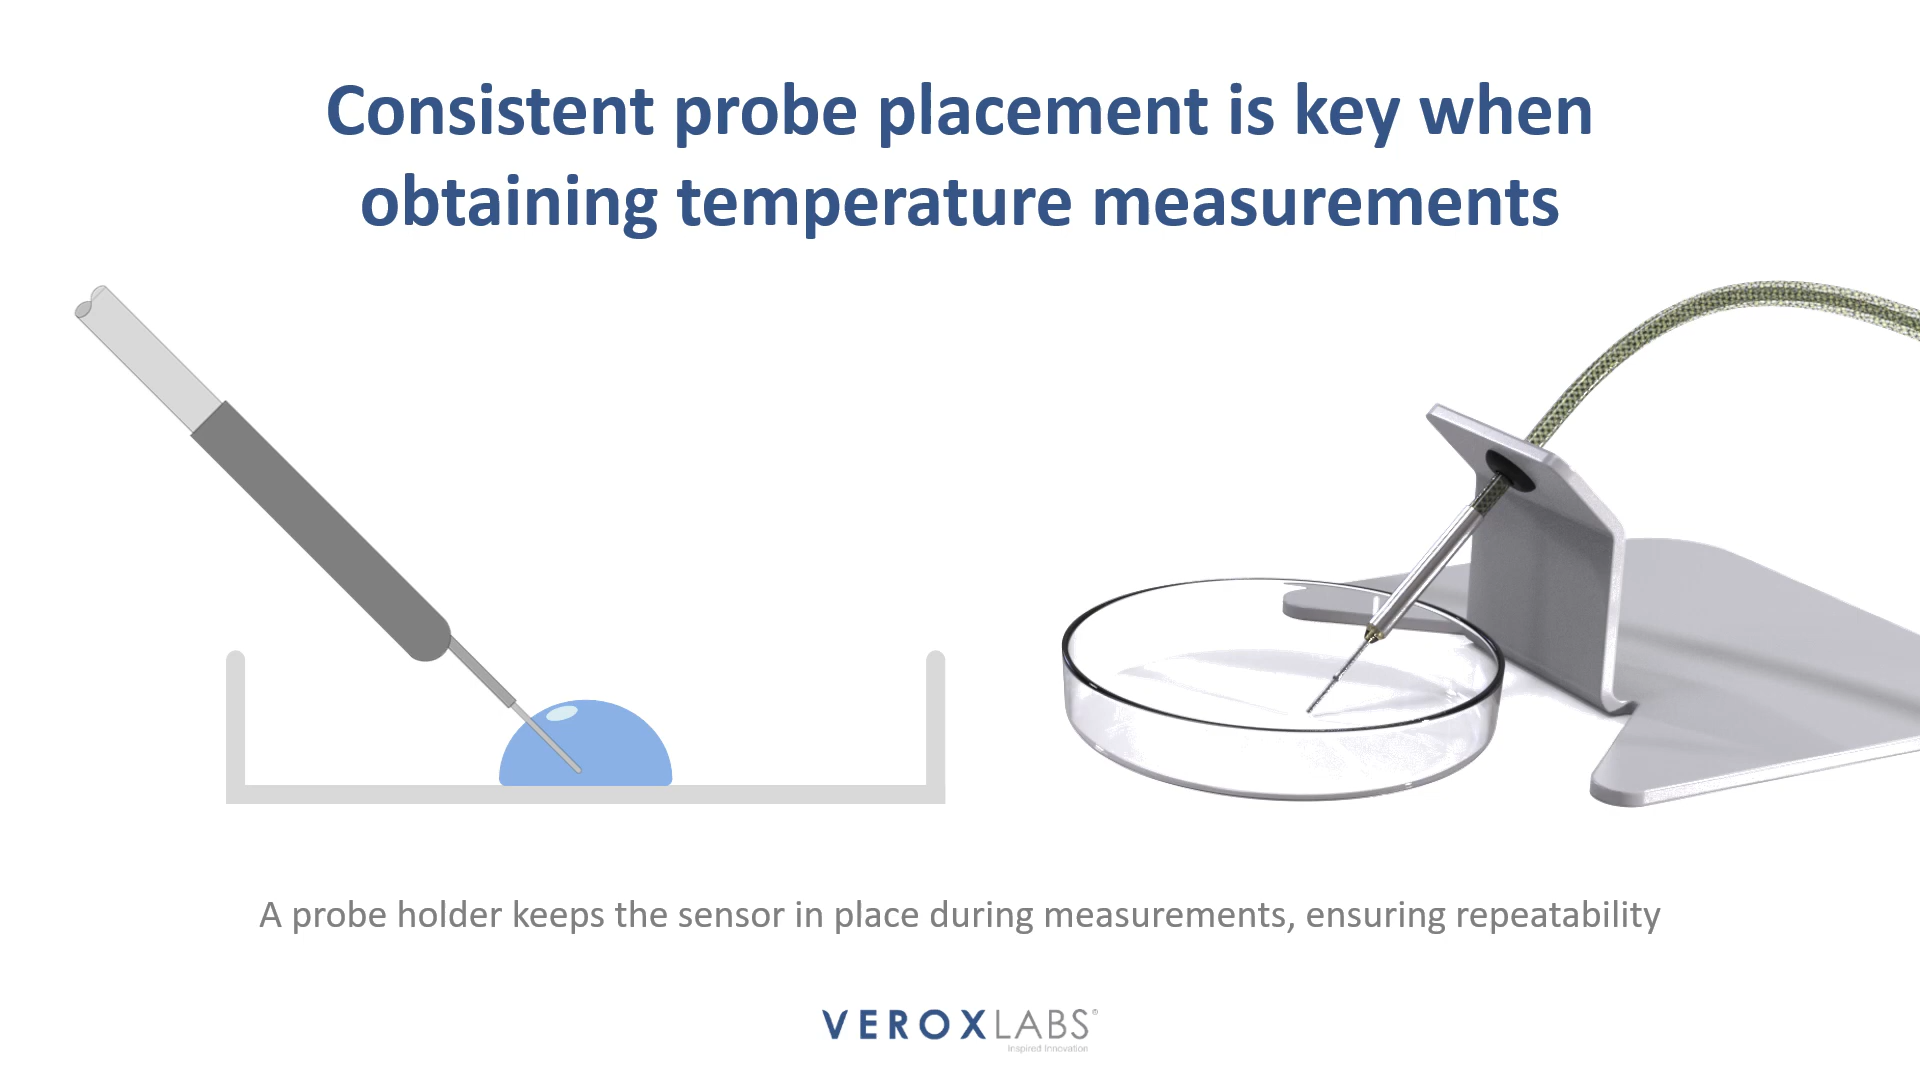 Consistent probe placement is key when
obtaining temperature measurements
A probe holder keeps the sensor in place during measurements, ensuring repeatability
VEROXLABS®
Inspired Innovation